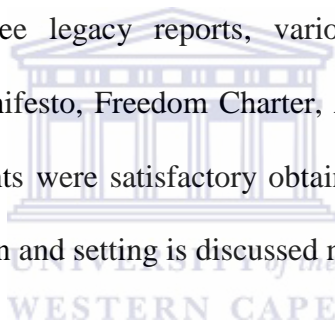 ee legacy reports, vario
nifesto, Freedom Charter,
nts were satisfactory obtai
n and setting is discussed
UNIVERSITY of the
WESTERN CAPE